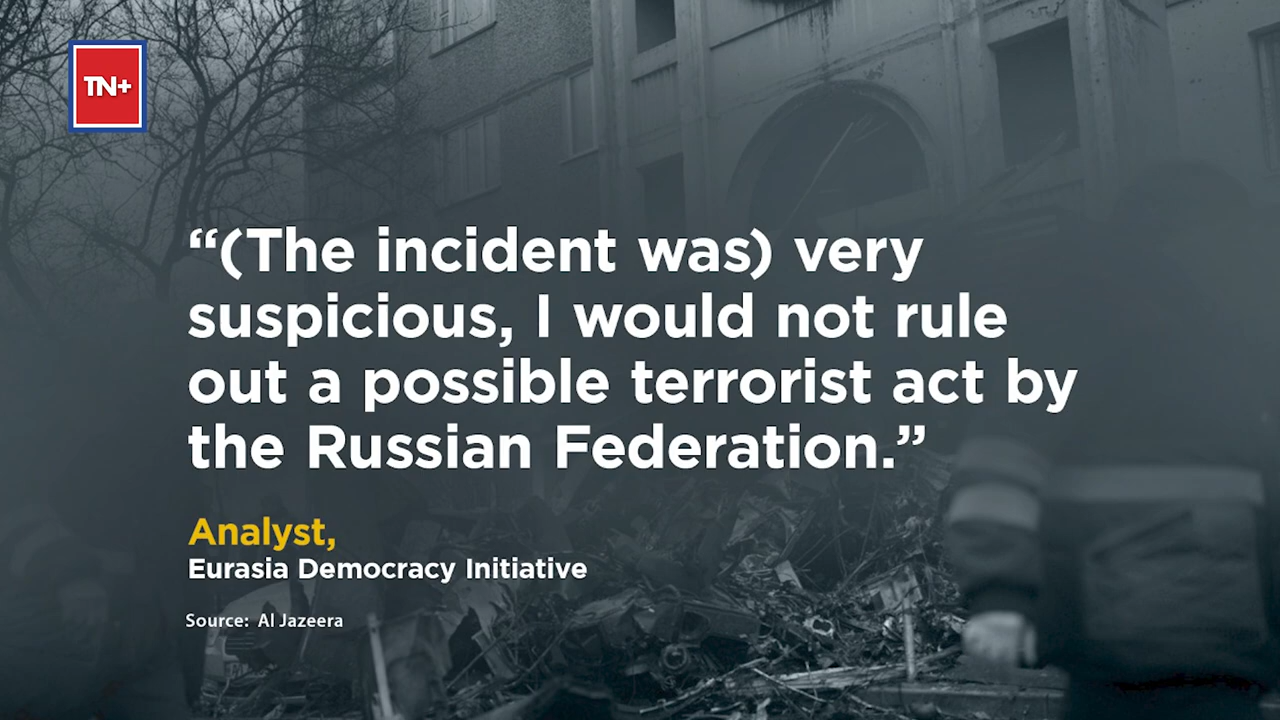 TN+
“(The incident was) very
suspicious, I would not rule
out a possible terrorist act by
the Russian Federation.”
Analyst,
Eurasia Democracy Initiative
Source: Al Jazeera